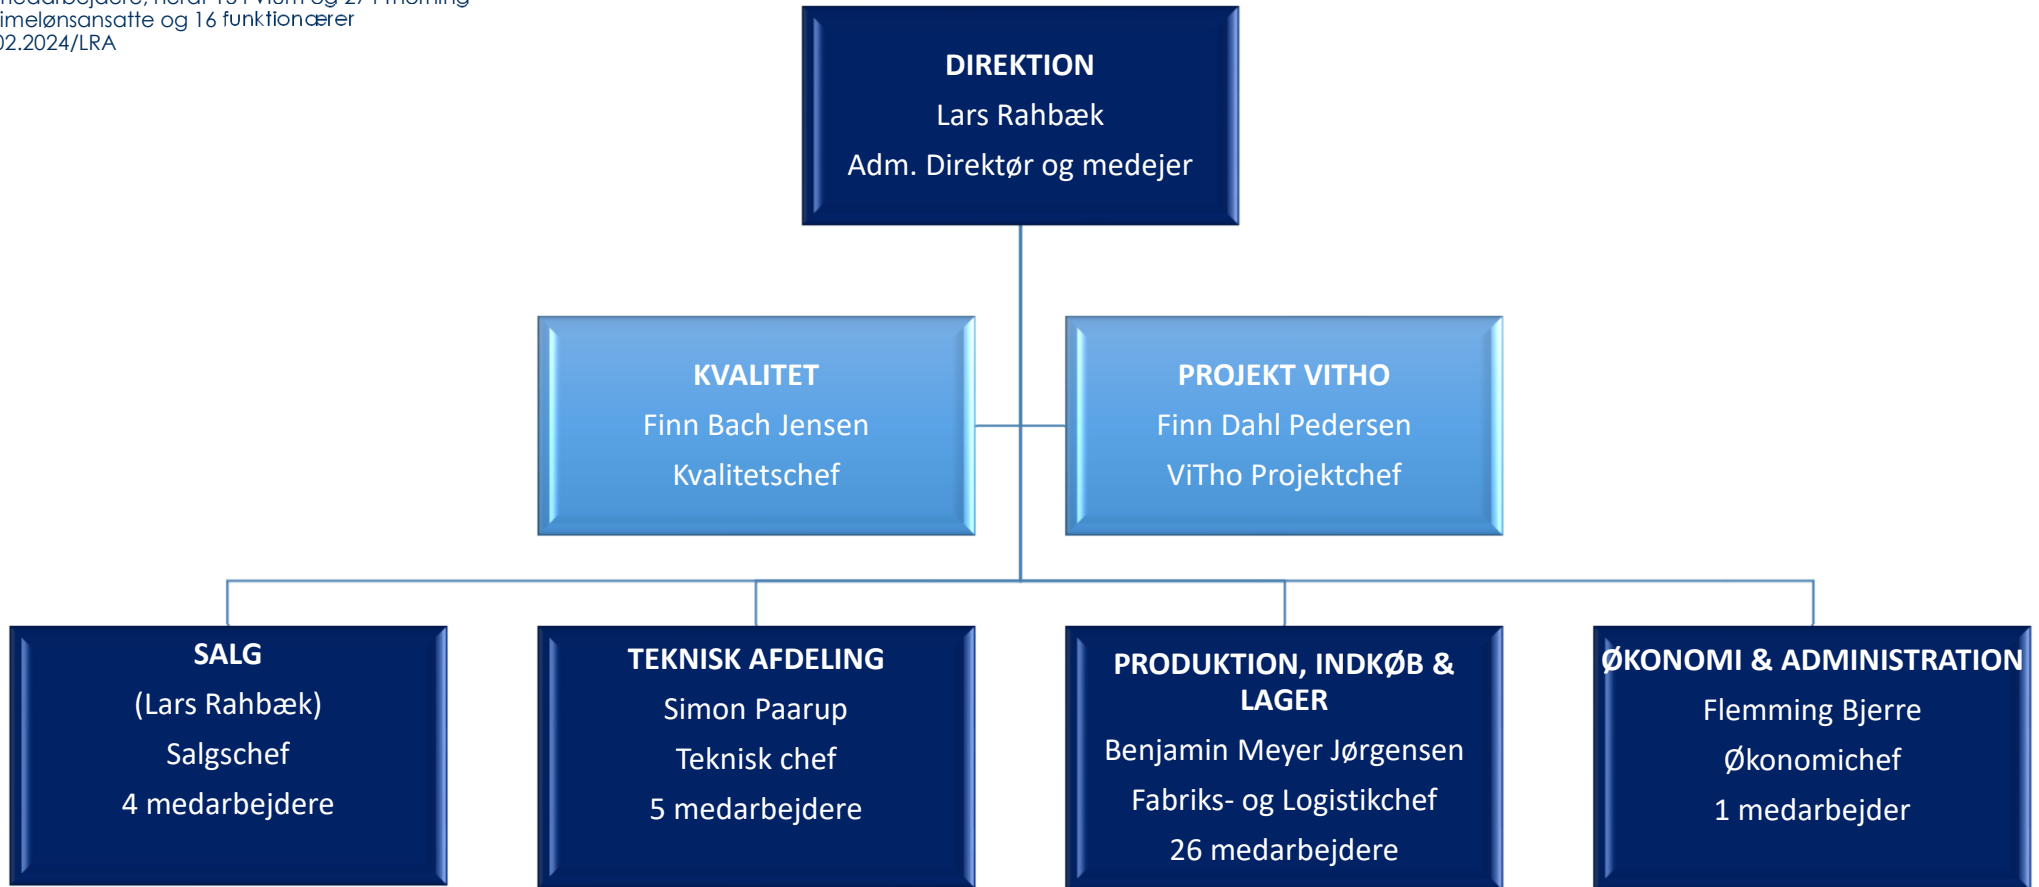 og 16 funktionærer
02.2024/LRA
DIREKTION
Lars Rahbæk
Adm. Direktør og medejer
KVALITET
Finn Bach Jensen
Kvalitetschef
PROJEKT VITHO
Finn Dahl Pedersen
ViTho Projektchef
SALG
(Lars Rahbæk)
Salgschef
4 medarbejdere
TEKNISK AFDELING
Simon Paarup
Teknisk chef
5 medarbejdere
PRODUKTION, INDKØB &
LAGER
Benjamin Meyer Jørgensen
Fabriks- og Logistikchef
26 medarbejdere
ØKONOMI & ADMINISTRATION
Flemming Bjerre
Økonomichef
1 medarbejder